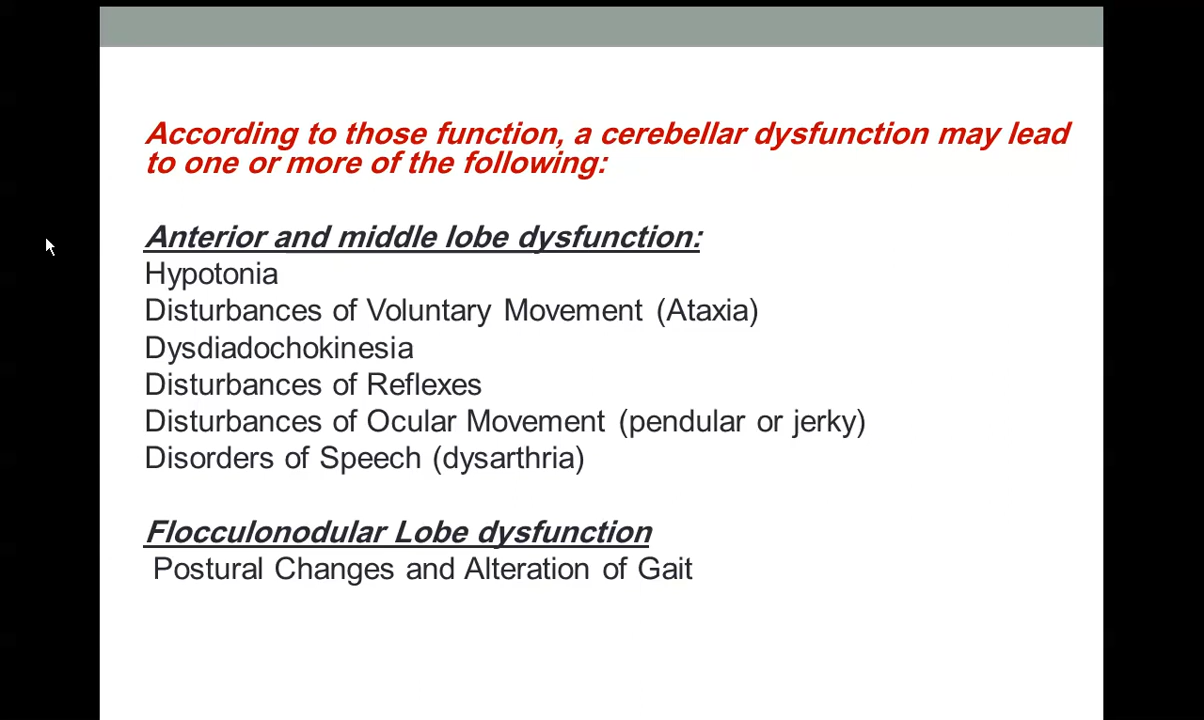 According to those function, a cerebellar dysfunction may lead
to one or more of the following:
Anterior and middle lobe dysfunction:
Hypotonia
Disturbances of Voluntary Movement (Ataxia)
Dysdiadochokinesia
Disturbances of Reflexes
Disturbances of Ocular Movement (pendular or jerky)
Disorders of Speech (dysarthria)
Flocculonodular Lobe dysfunction
Postural Changes and Alteration of Gait